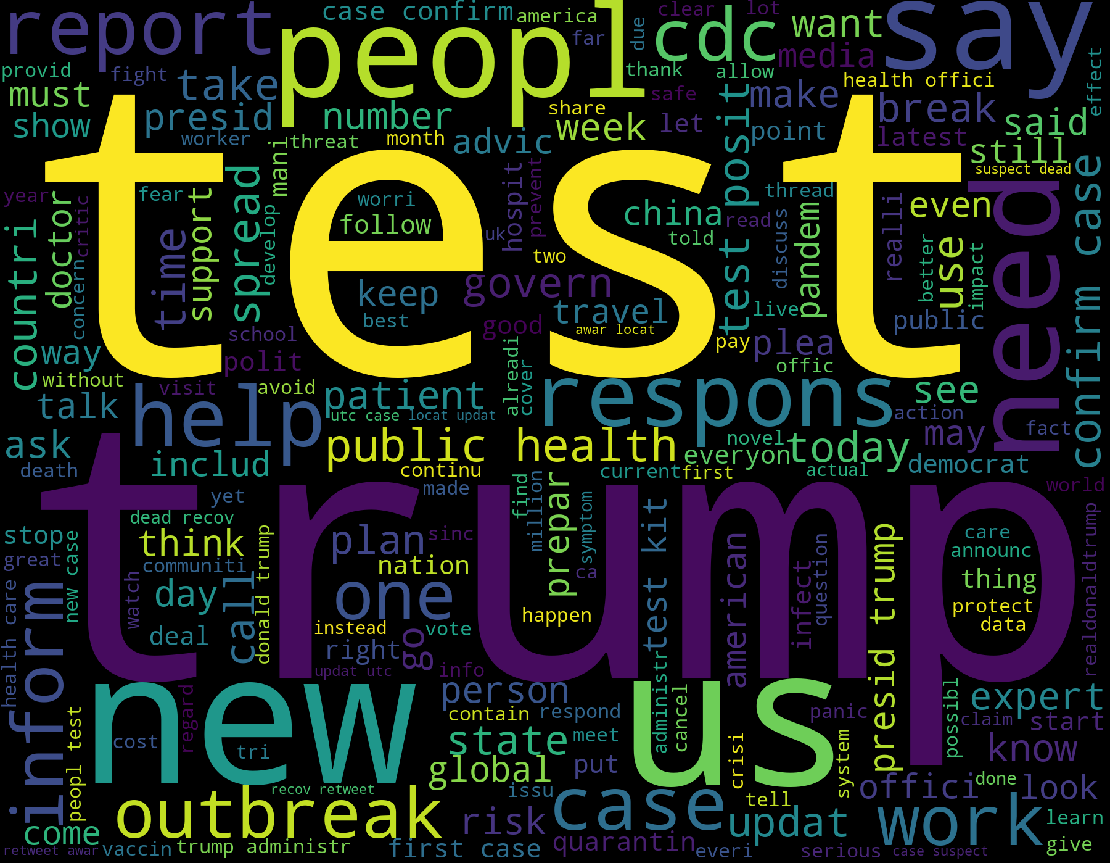 report
case confirm
america
clear
lot
peopl
far
due
cdc
want
say
provid
fight
take
media
effect
must
thank
allow
health offici
show
presid
number
safe
make
break
said
worker
threat
month
share
advic
week
let
point
latest
still
suspect dead
test
year
fear
support
spread
mani
worri
follow
uk
hospit
prevent
china
told
read
test posit
thread
discuss
pandem
realli
even
use
need
confirm case
countri
doctor
critic
concern
time
develop
two
better
impact
keep
govern
travel
live
public
best
good
awar locat
pay
plea
way
school
polit
alreadi
cover
offic
without
visit
avoid
patient
respons
see
talk
help
utc case
locat updat
action
may
fact
ask
public health
novel
everyon
today
democrat
death
includ
continu
current
first
actual
world
trump
yet
made
find
million
symptom
test kit
stop
dead recov
think
plan
sinc
prepar
american
infect
question
presid trump
realdonaldtrump
care
announc
great
new case
communiti
nation
ca
thing
health care
inform
watch
day
call
donald trump
one
happen
protect
data
deal
instead
vote
right
go
info
updat utc
new
us
administr
cancel
panic
possibl
expert
regard
person
contain
respond
claim
start
peopl test
cost
tri
state
meet
crisi
system
know
global
put
issu
tell
offici
done
look
recov retweet
outbreak
risk
case
updat
work
learn
come
give
retweet awar
vaccin
trump administr
first case
quarantin
everi
serious
case suspect